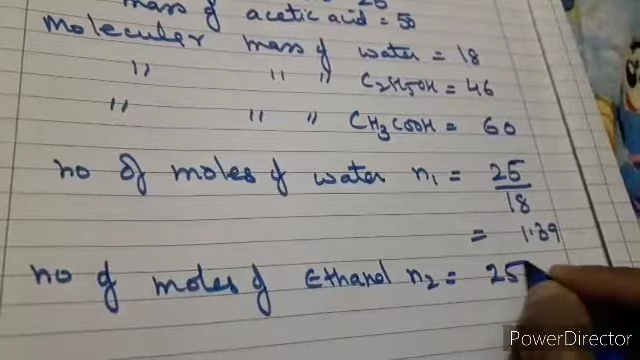 mass of acetic acid = 50
Molecular mass of water = 18
" " " C2H5OH = 46
" " " CH3COOH = 60
no of moles of water n1 = 25
18
= 1.39
no of moles of Ethanol n2 = 25
PowerDirector